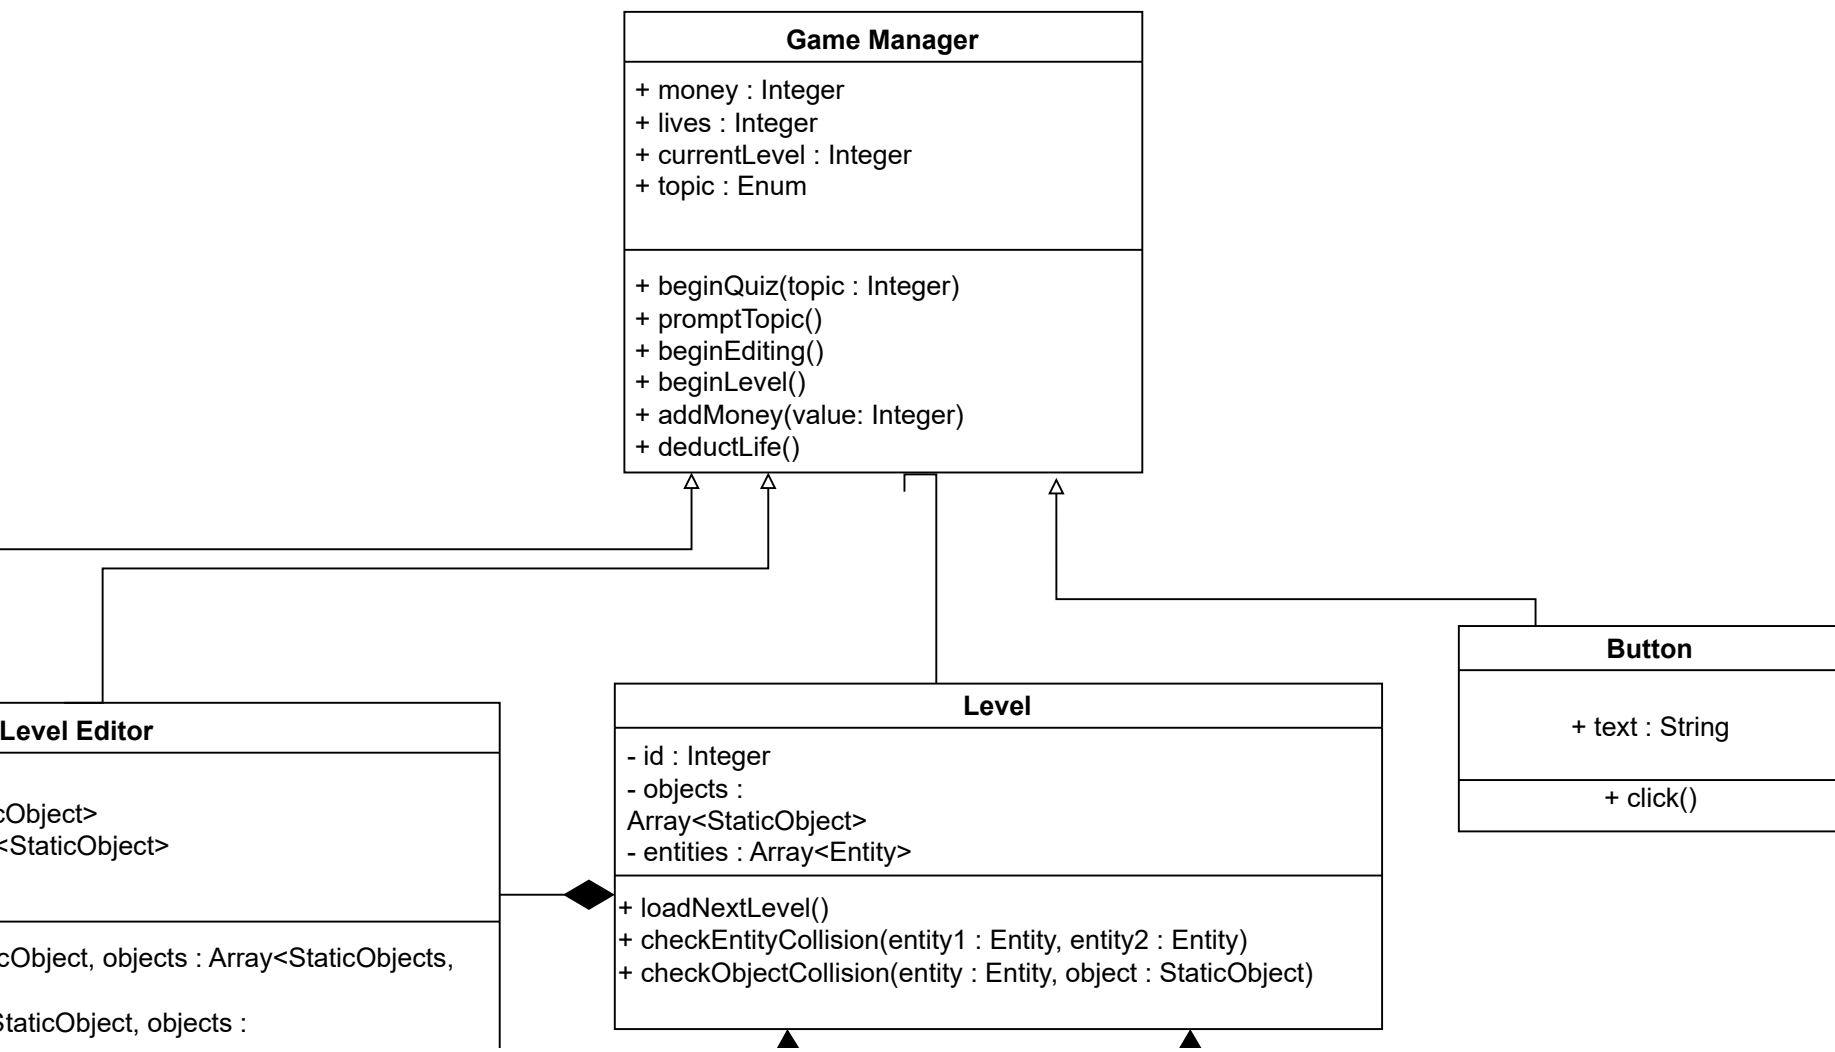 Game Manager
+ money : Integer
+ lives : Integer
+ currentLevel : Integer
+ topic : Enum
+ beginQuiz(topic : Integer)
+ promptTopic()
+ beginEditing()
+ beginLevel()
+ addMoney(value: Integer)
+ deductLife()
Level Editor
cObject>
<StaticObject>
cObject, objects : Array<StaticObjects,
StaticObject, objects :
Level
- id : Integer
- objects :
Array<StaticObject>
- entities : Array<Entity>
+ loadNextLevel()
+ checkEntityCollision(entity1 : Entity, entity2 : Entity)
+ checkObjectCollision(entity : Entity, object : StaticObject)
Button
+ text : String
+ click()